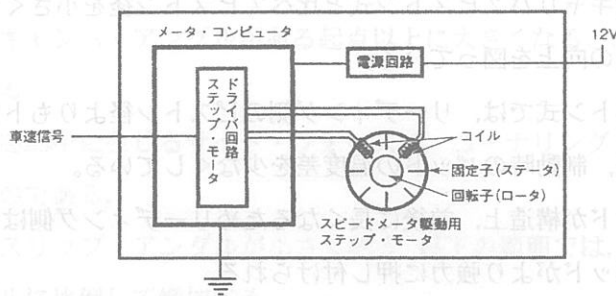 メータ・コンピュータ
12V
電源回路
ステップ・モータ
ドライバ回路
車速信号
コイル
固定子(ステータ)
回転子(ロータ)
スピードメータ駆動用
ステップ・モータ